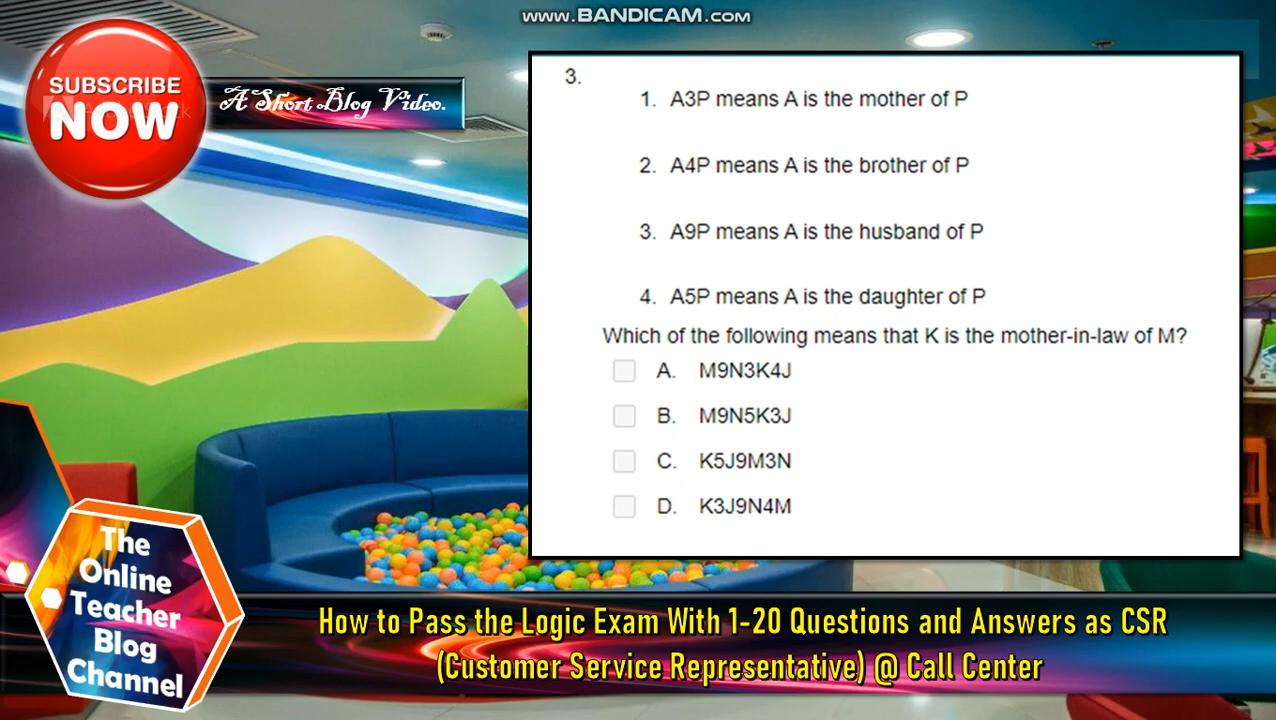 www.BANDICAM.com
SUBSCRIBE
NOW
A Short Blog Video.
3.
1. A3P means A is the mother of P
2. A4P means A is the brother of P
3. A9P means A is the husband of P
4. A5P means A is the daughter of P
Which of the following means that K is the mother-in-law of M?
A. M9N3K4J
B. M9N5K3J
C. K5J9M3N
D. K3J9N4M
The
Online
Teacher
Blog
Channel
How to Pass the Logic Exam With 1-20 Questions and Answers as CSR
(Customer Service Representative) @ Call Center